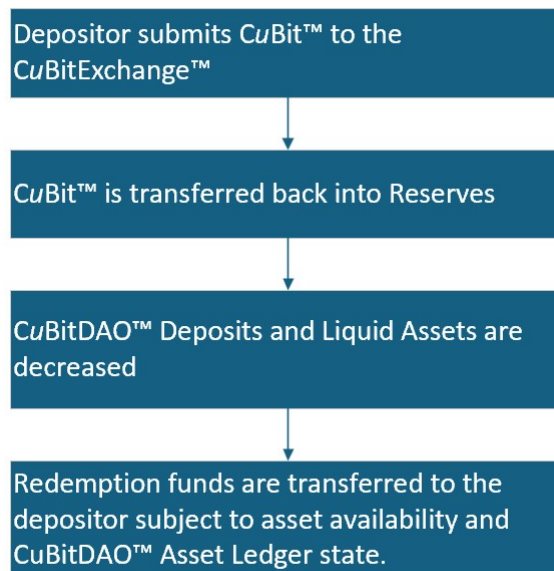 Depositor submits CuBit™ to the
CuBitExchange™
CuBit™ is transferred back into Reserves
CuBitDAO™ Deposits and Liquid Assets are
decreased
Redemption funds are transferred to the
depositor subject to asset availability and
CuBitDAO™ Asset Ledger state.